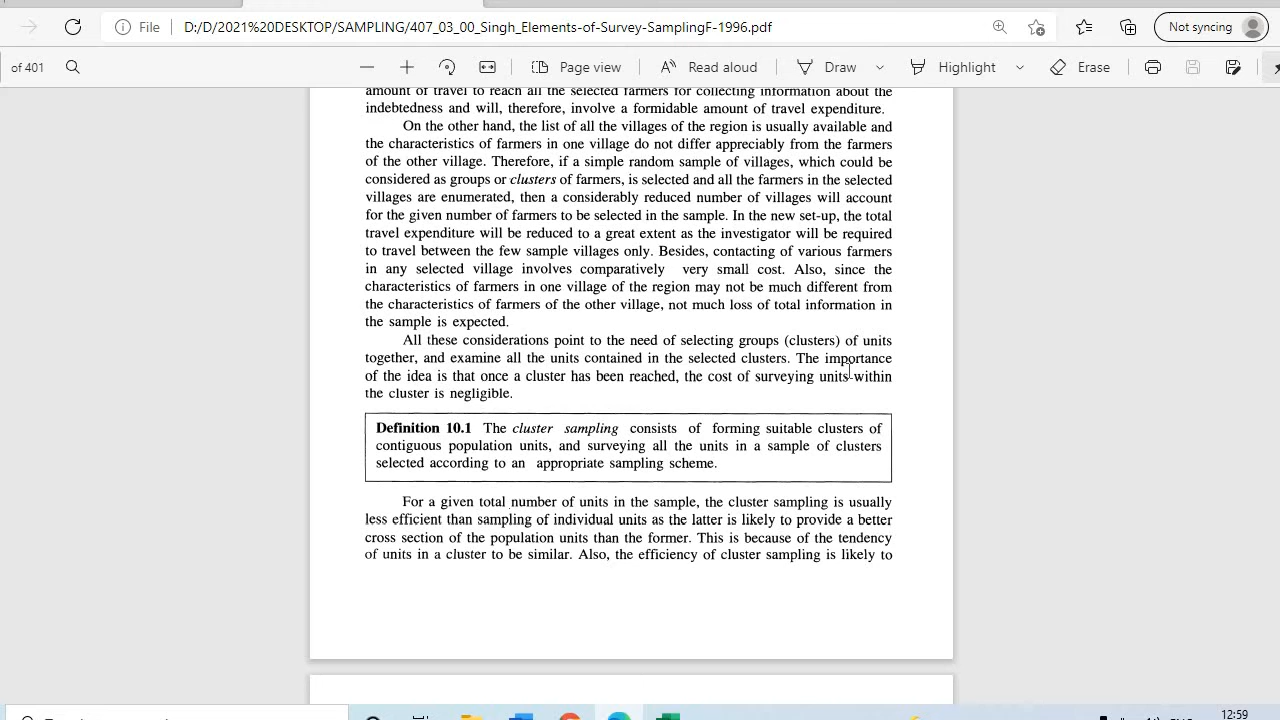 File D:/D/2021%20DESKTOP/SAMPLING/407_03_00_Singh_Elements-of-Survey-SamplingF-1996.pdf Not syncing
of 401 Page view Read aloud Draw Highlight Erase
amount of travel to reach all the selected farmers for collecting information about the
indebtedness and will, therefore, involve a formidable amount of travel expenditure.
On the other hand, the list of all the villages of the region is usually available and
the characteristics of farmers in one village do not differ appreciably from the farmers
of the other village. Therefore, if a simple random sample of villages, which could be
considered as groups or clusters of farmers, is selected and all the farmers in the selected
villages are enumerated, then a considerably reduced number of villages will account
for the given number of farmers to be selected in the sample. In the new set-up, the total
travel expenditure will be reduced to a great extent as the investigator will be required
to travel between the few sample villages only. Besides, contacting of various farmers
in any selected village involves comparatively very small cost. Also, since the
characteristics of farmers in one village of the region may not be much different from
the characteristics of farmers of the other village, not much loss of total information in
the sample is expected.
All these considerations point to the need of selecting groups (clusters) of units
together, and examine all the units contained in the selected clusters. The importance
of the idea is that once a cluster has been reached, the cost of surveying units within
the cluster is negligible.
Definition 10.1 The cluster sampling consists of forming suitable clusters of
contiguous population units, and surveying all the units in a sample of clusters
selected according to an appropriate sampling scheme.
For a given total number of units in the sample, the cluster sampling is usually
less efficient than sampling of individual units as the latter is likely to provide a better
cross section of the population units than the former. This is because of the tendency
of units in a cluster to be similar. Also, the efficiency of cluster sampling is likely to
12:59